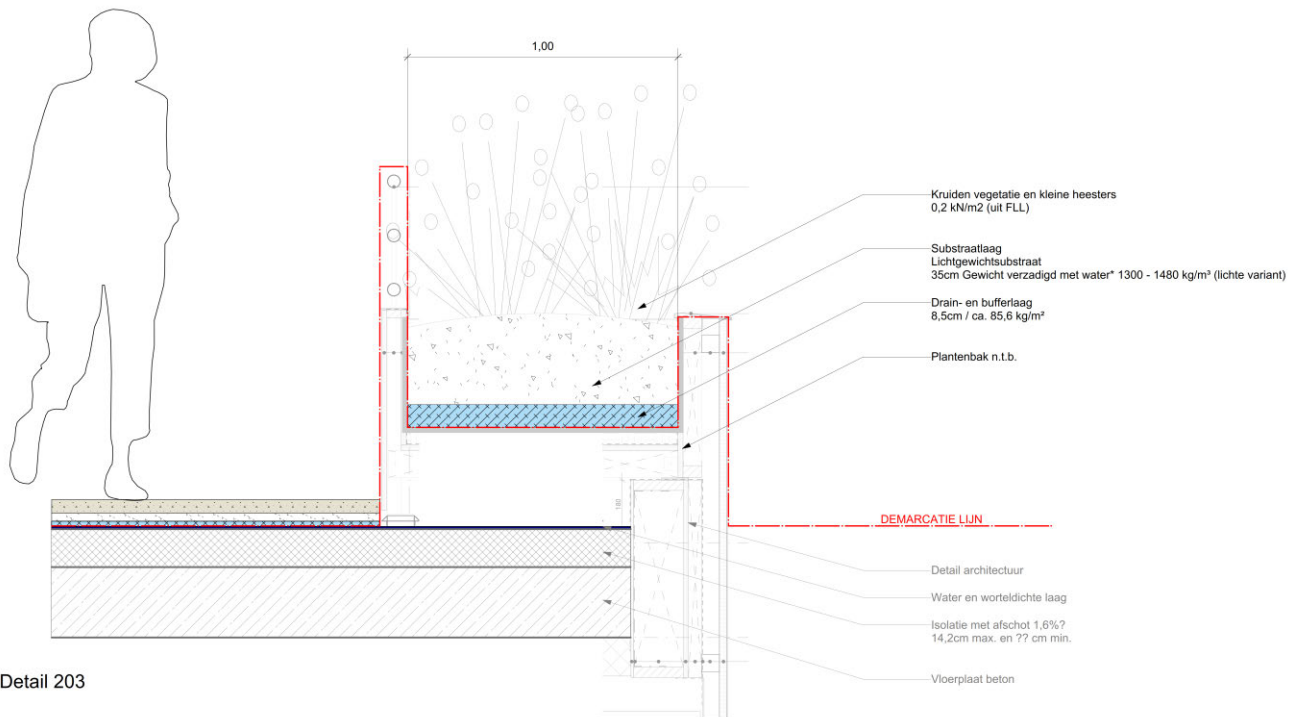 1,00
Kruiden vegetatie en kleine heesters
0,2 kN/m2 (uit FLL)
Substraatlaag
Lichtgewichtsubstraat
35cm Gewicht verzadigd met water* 1300 - 1480 kg/m³ (lichte variant)
Drain- en bufferlaag
8,5cm / ca. 85,6 kg/m²
Plantenbak n.t.b.
180
DEMARCATIE LIJN
Detail architectuur
Water en worteldichte laag
Isolatie met afschot 1,6%?
14,2cm max. en ?? cm min.
Vloerplaat beton
Detail 203